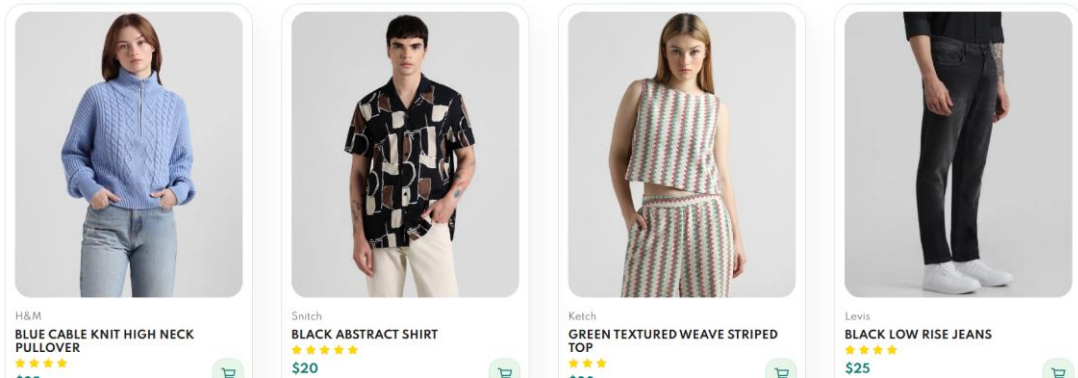 H&M
BLUE CABLE KNIT HIGH NECK
PULLOVER
Snitch
BLACK ABSTRACT SHIRT
$20
Ketch
GREEN TEXTURED WEAVE STRIPED
TOP
Levis
BLACK LOW RISE JEANS
$25